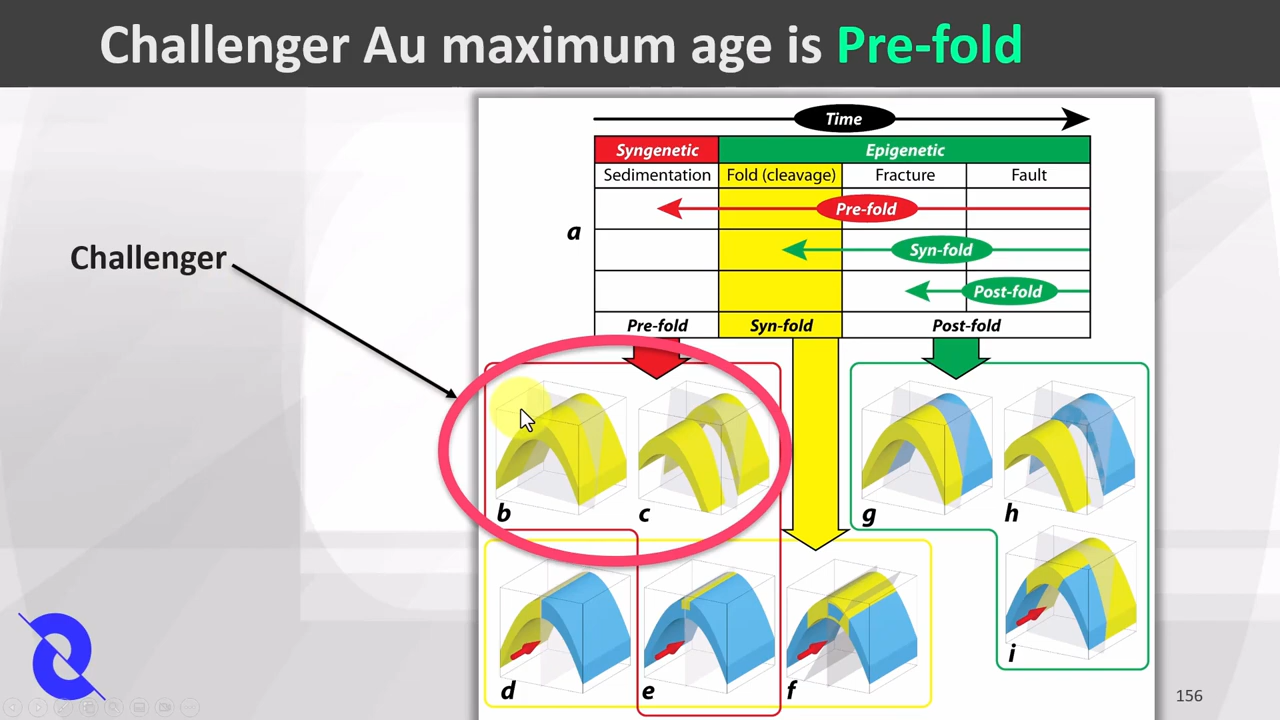 Challenger Au maximum age is Pre-fold
Time
Syngenetic Epigenetic
Sedimentation Fold (cleavage) Fracture Fault
Pre-fold
a
Syn-fold
Post-fold
Pre-fold Syn-fold Post-fold
Challenger
b c g h
i
d e f
156